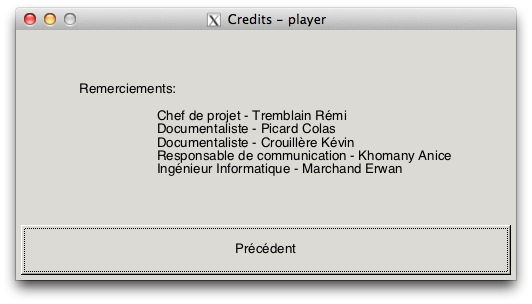 Credits - player
Remerciements:
Chef de projet - Tremblain Rémi
Documentaliste - Picard Colas
Documentaliste - Crouillère Kévin
Responsable de communication - Khomany Anice
Ingénieur Informatique - Marchand Erwan
Précédent